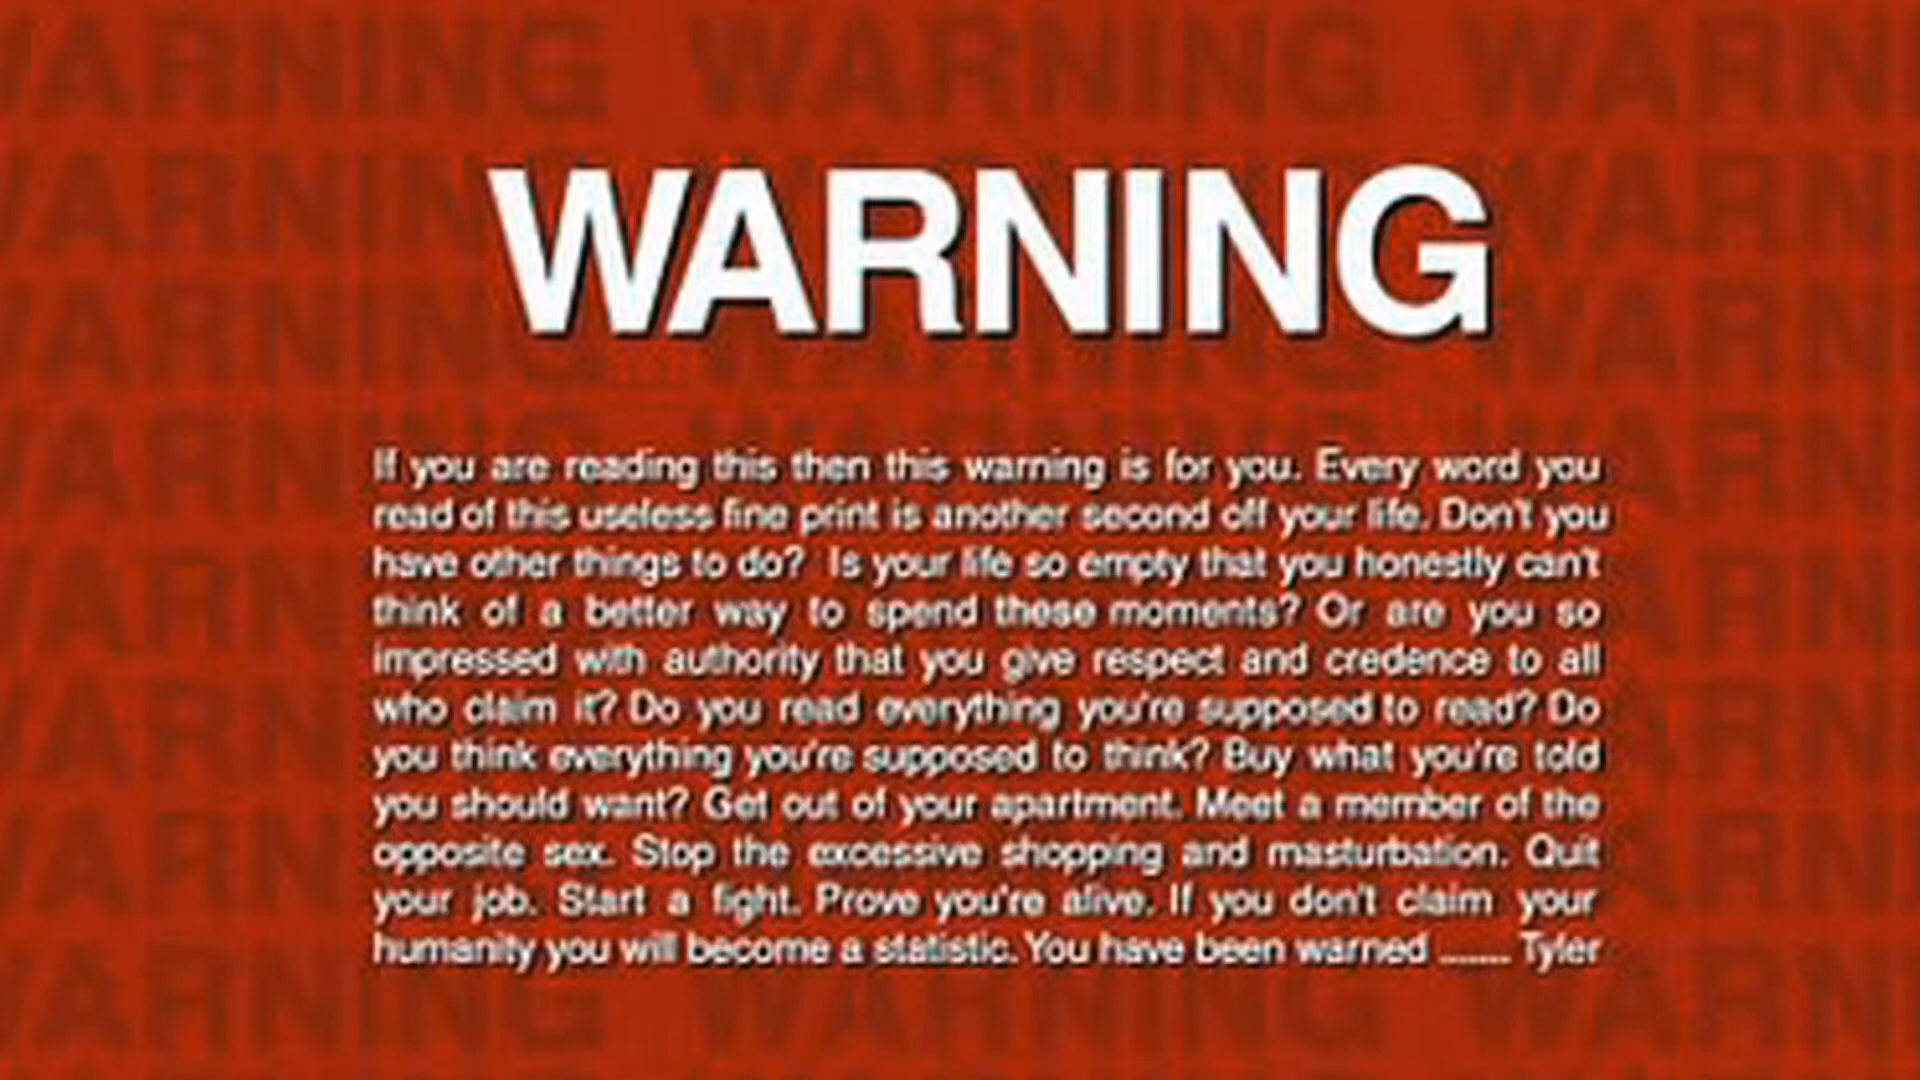 WARNING WARNING WARN
WARNING
If you are reading this then this warning is for you. Every word you
read of this useless fine print is another second off your life. Don't you
have other things to do? Is your life so empty that you honestly can't
think of a better way to spend these moments? Or are you so
impressed with authority that you give respect and credence to all
who claim it? Do you read everything you're supposed to read? Do
you think everything you're supposed to think? Buy what you're told
you should want? Get out of your apartment. Meet a member of the
opposite sex. Stop the excessive shopping and masturbation. Quit
your job. Start a fight. Prove you're alive. If you don't claim your
humanity you will become a statistic. You have been warned ....... Tyler